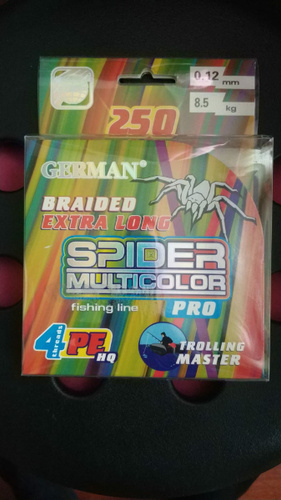 0.12 mm
8.5 kg
250
GERMAN®
BRAIDED
EXTRA LONG
SPIDER
MULTICOLOR
fishing line
PRO
4 threads
PE HQ
TROLLING
MASTER